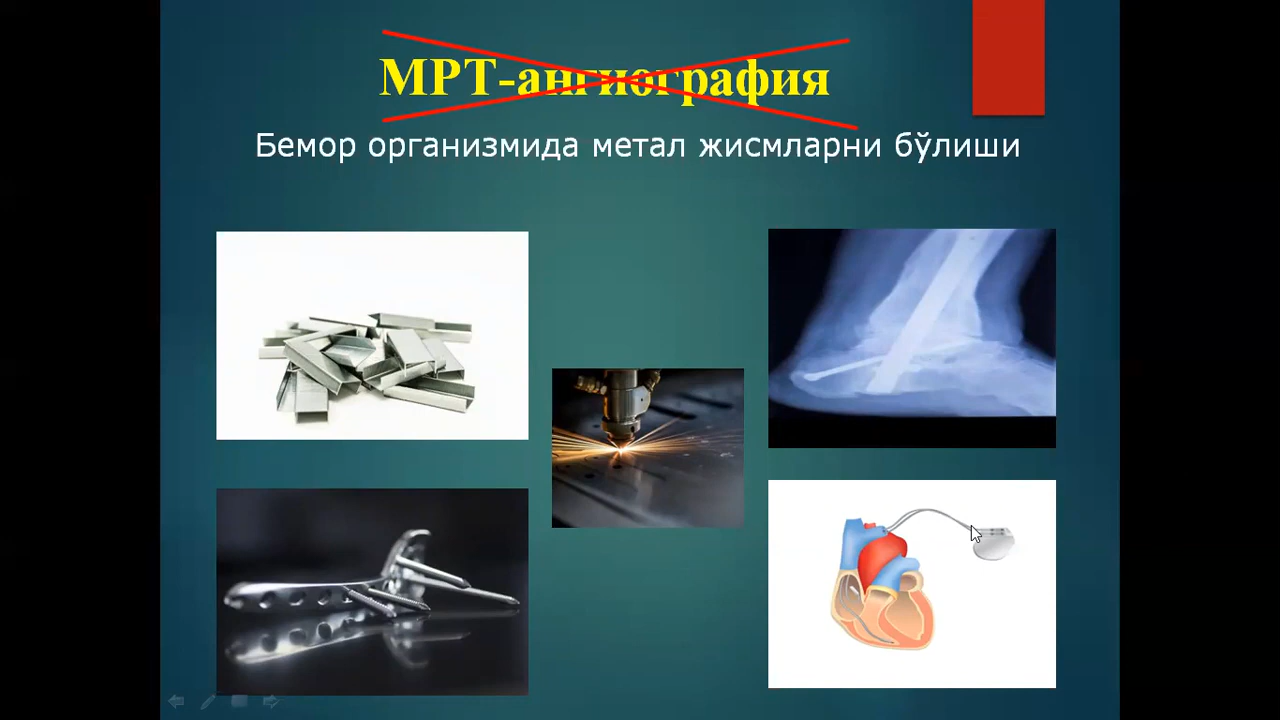 МРТ-ангиография
Бемор организмида метал жисмларни бўлиши